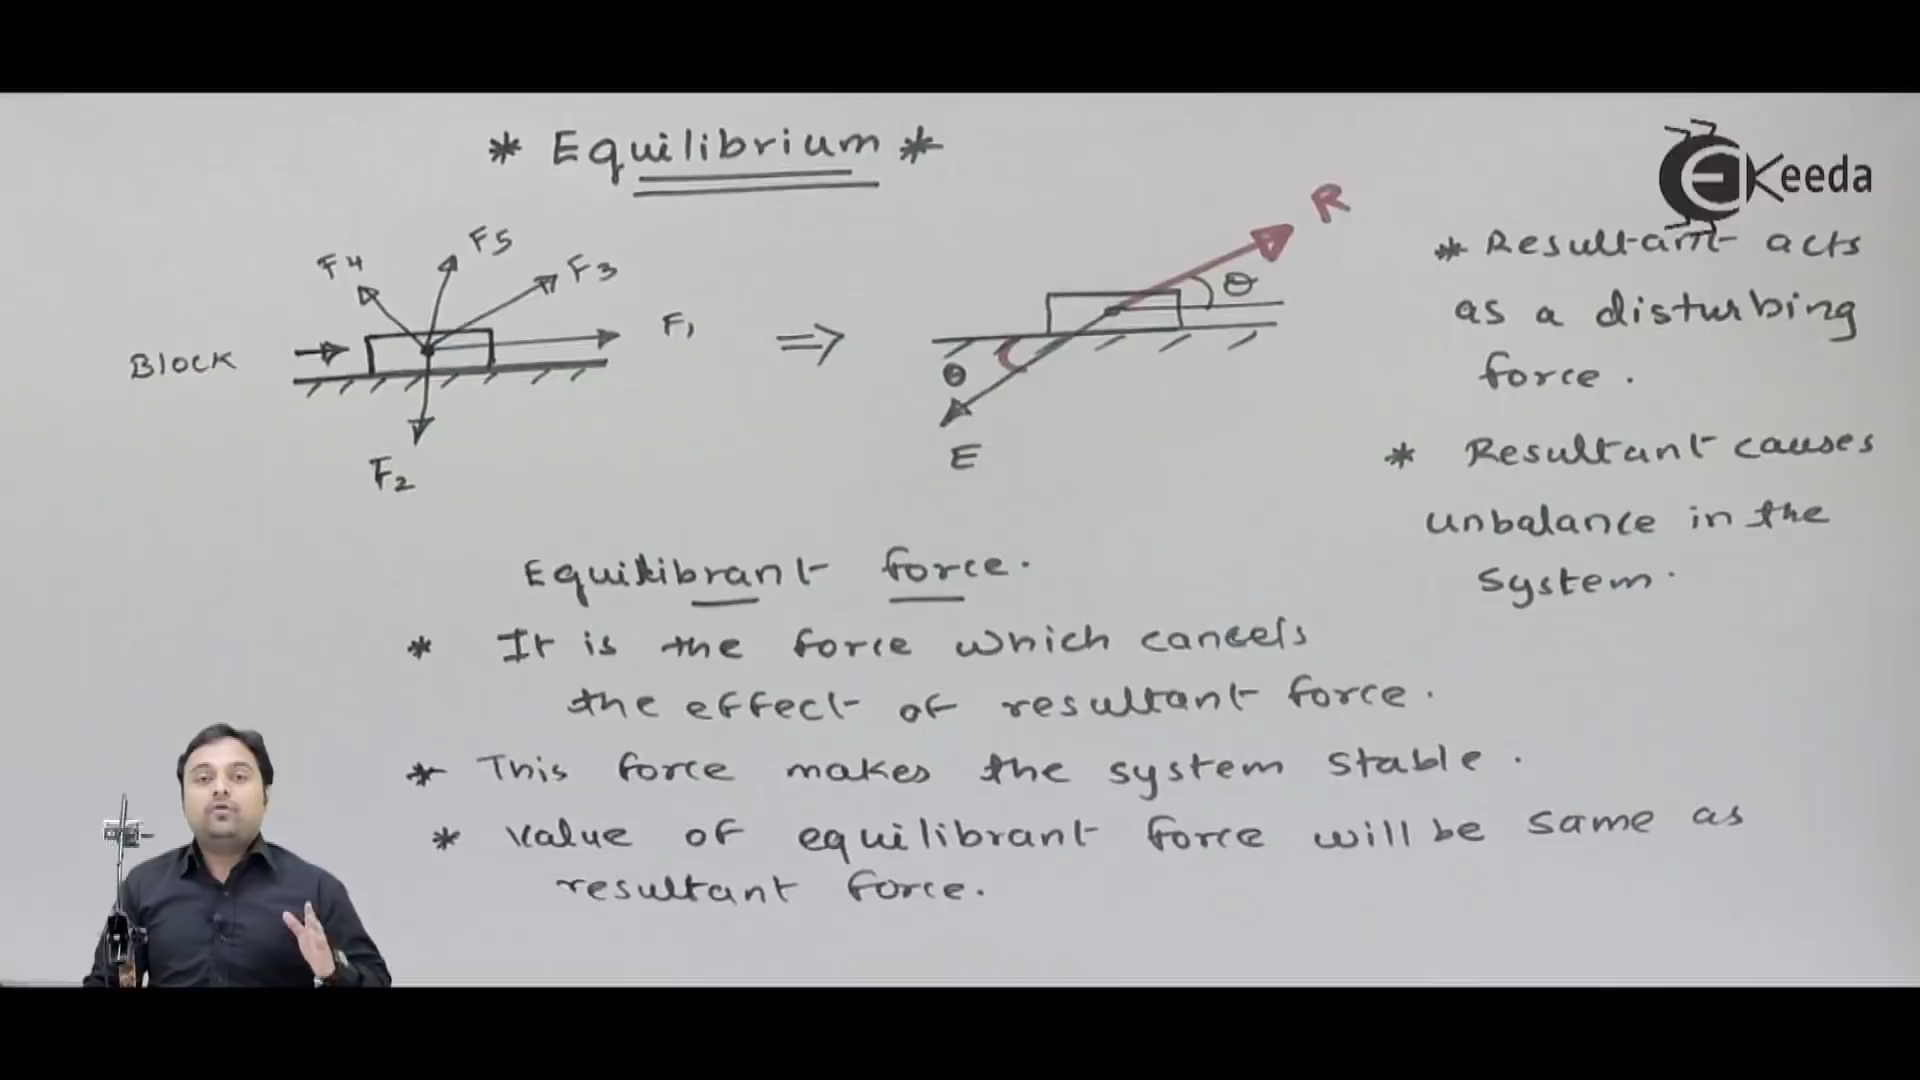 * Equilibrium *
EKeeda
F4
F5
F3
F1
Block
F2
R
θ
θ
E
* Resultant acts
as a disturbing
force.
* Resultant causes
unbalance in the
system.
Equilibrant force.
* It is the force which cancels
the effect of resultant force.
* This force makes the system stable.
* Value of equilibrant force will be same as
resultant force.